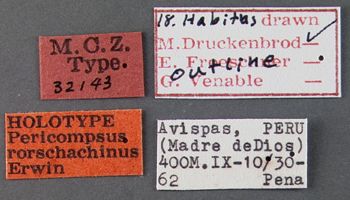 M.C.Z.
Type.
32143
18. Habitus drawn
M.Druckenbrod
outline
E.
G. Venable
HOLOTYPE
Pericompsus
rorschachinus
Erwin
Avispas, PERU
(Madre deDios)
400M.IX-10/30-
62 Pena